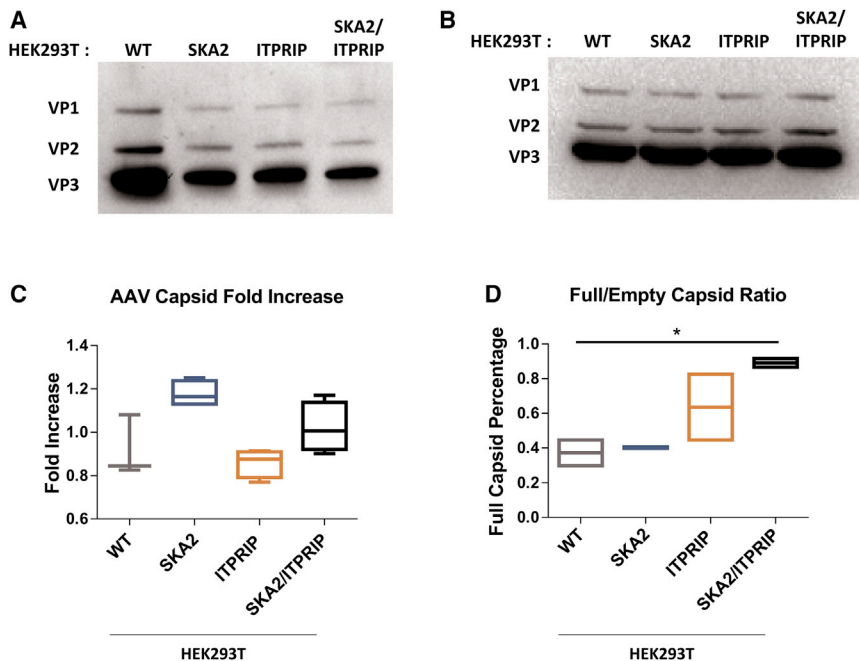 A
HEK293T :
WT
SKA2
ITPRIP
SKA2/
ITPRIP
VP1
VP2
VP3
B
HEK293T :
WT
SKA2
ITPRIP
SKA2/
ITPRIP
VP1
VP2
VP3
C
AAV Capsid Fold Increase
Fold Increase
1.4
1.2
1.0
0.8
0.6
WT
SKA2
ITPRIP
SKA2/ITPRIP
HEK293T
D
Full/Empty Capsid Ratio
*
Full Capsid Percentage
1.0
0.8
0.6
0.4
0.2
0.0
WT
SKA2
ITPRIP
SKA2/ITPRIP
HEK293T